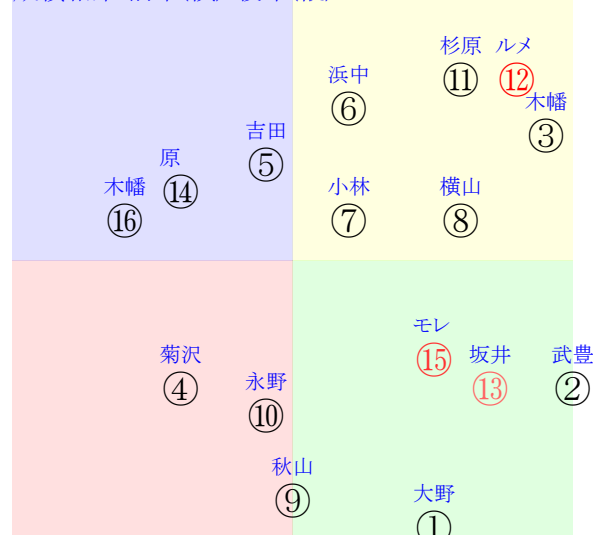 杉原 ルメ
浜中 ⑪ ⑫
木幡
⑥ ③
吉田
⑤
原
木幡 ⑭ 小林 横山
⑯ ⑦ ⑧
モレ
菊沢 ⑮ 坂井 武豊
④ 永野 ⑬ ②
⑩
秋山
⑨ 大野
①